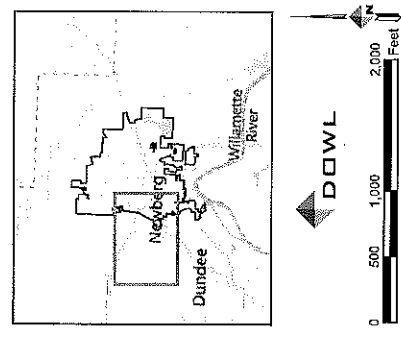 Newberg
Dundee
Willamette
River
N
DOWL
0
500
1,000
2,000
Feet